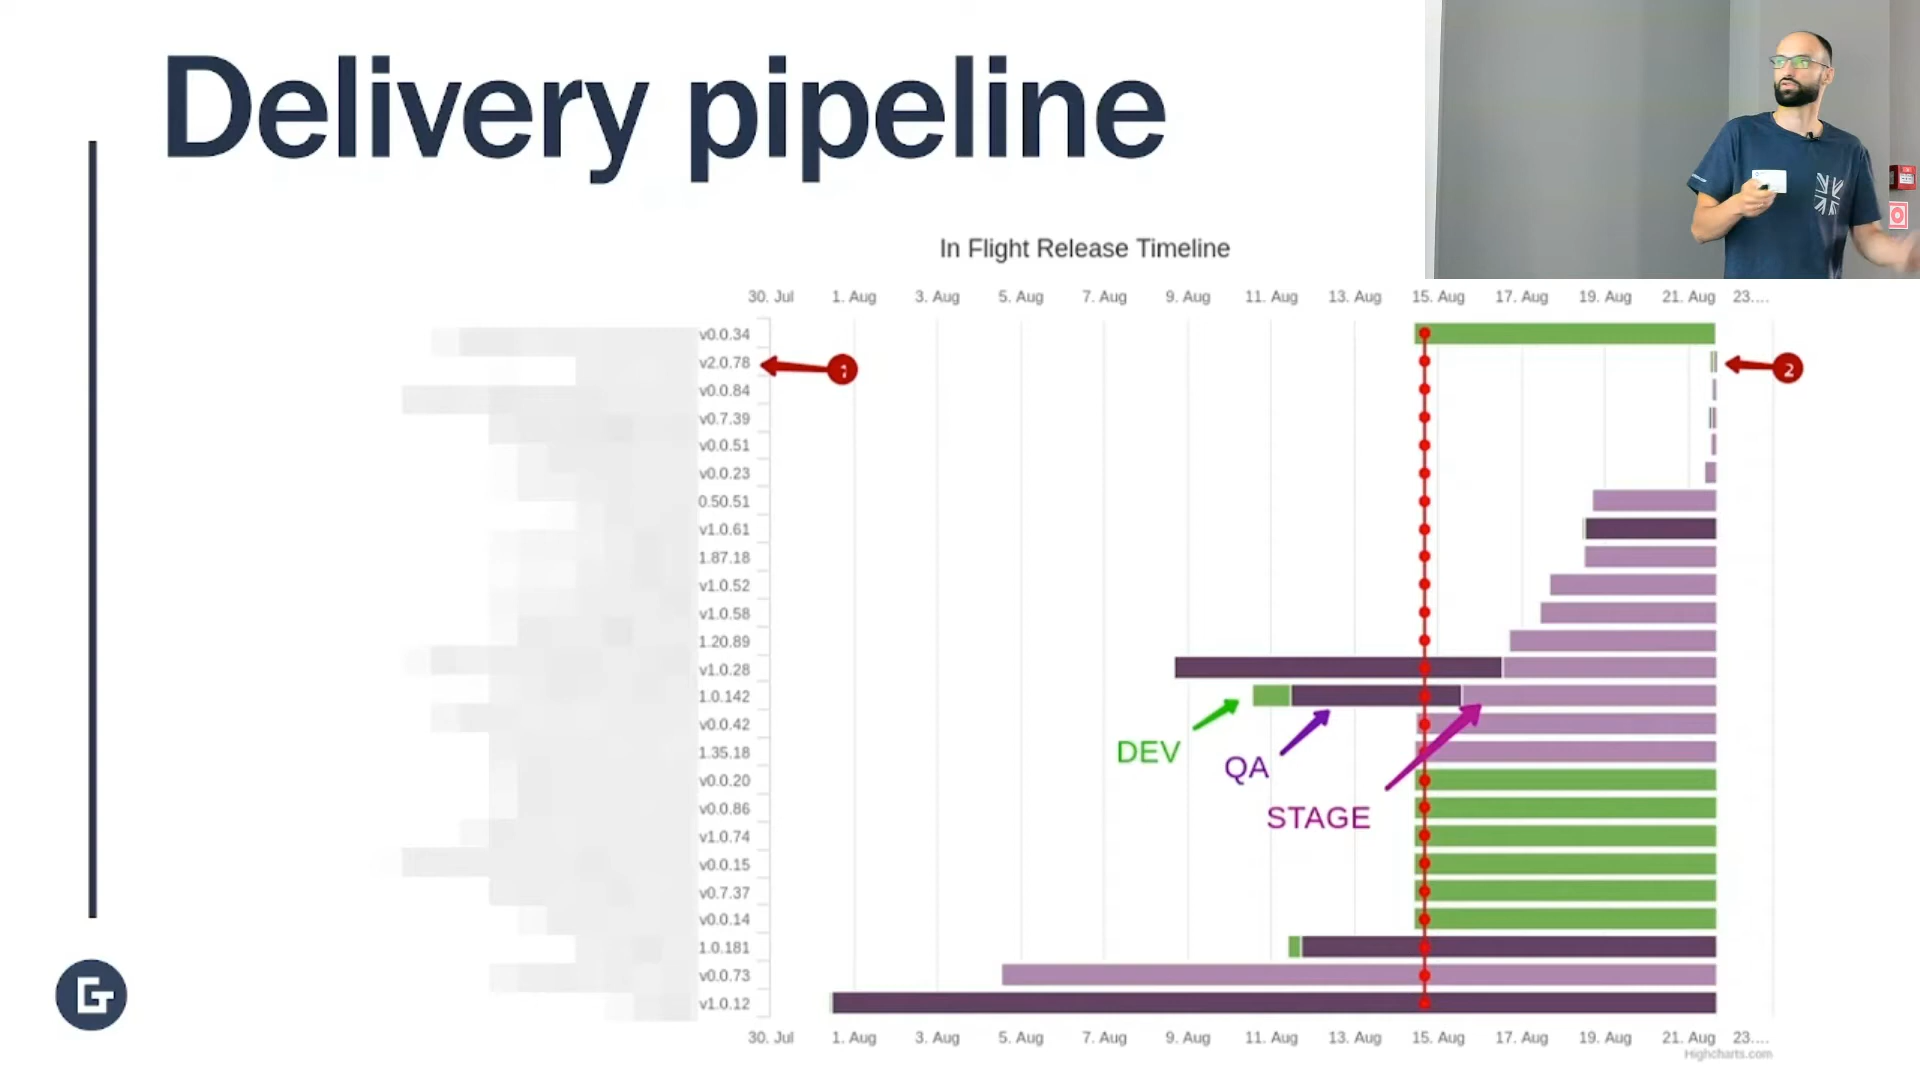 Delivery pipeline
In Flight Release Timeline
30. Jul 1. Aug 3. Aug 5. Aug 7. Aug 9. Aug 11. Aug 13. Aug 15. Aug 17. Aug 19. Aug 21. Aug 23....
v0.0.34
v2.0.78
1
2
v0.0.84
v0.7.39
v0.0.51
v0.0.23
0.50.51
v1.0.61
1.87.18
v1.0.52
v1.0.58
1.20.89
v1.0.28
1.0.142
v0.0.42
DEV
1.35.18
QA
v0.0.20
v0.0.86
STAGE
v1.0.74
v0.0.15
v0.7.37
v0.0.14
1.0.181
v0.0.73
v1.0.12
30. Jul 1. Aug 3. Aug 5. Aug 7. Aug 9. Aug 11. Aug 13. Aug 15. Aug 17. Aug 19. Aug 21. Aug 23....
Highcharts.com